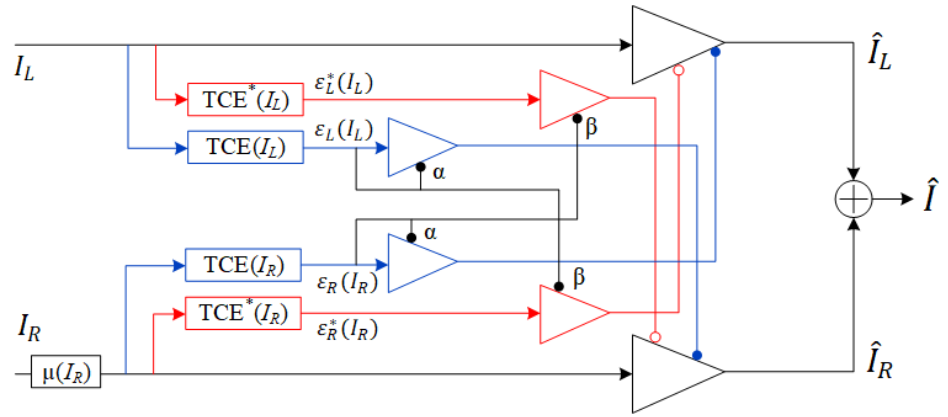 I_L
TCE*(I_L)
ε*_L(I_L)
β
TCE(I_L)
ε_L(I_L)
α
Î_L
Î
α
TCE(I_R)
ε_R(I_R)
β
TCE*(I_R)
ε*_R(I_R)
I_R
μ(I_R)
Î_R